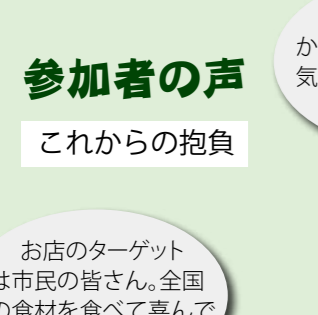 参加者の声
これからの抱負
か
気
お店のターゲット
は市民の皆さん。全国
の食材を食べて喜んで